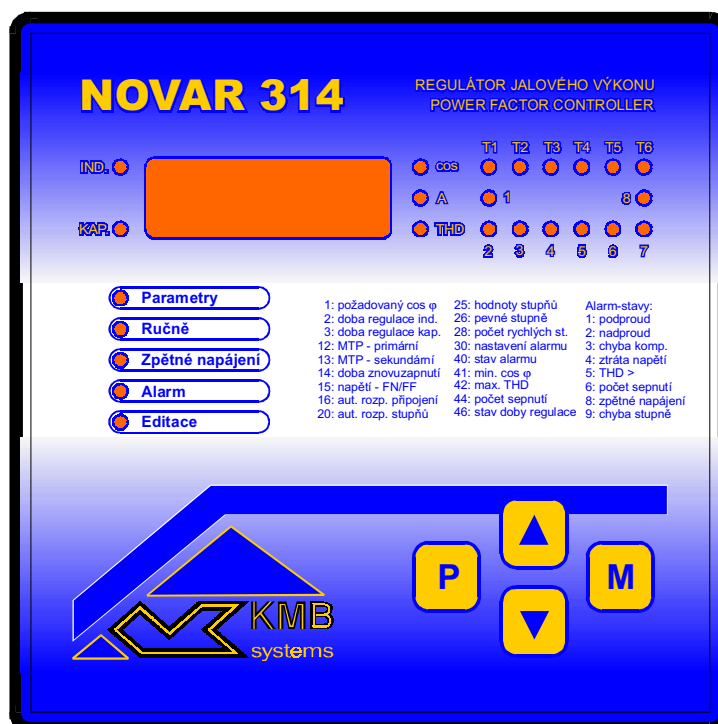 NOVAR 314
REGULÁTOR JALOVÉHO VÝKONU
POWER FACTOR CONTROLLER
T1 T2 T3 T4 T5 T6
IND. cos
A 1 8
KAP. THD
2 3 4 5 6 7
Parametry
Ručně
Zpětné napájení
Alarm
Editace
1: požadovaný cos φ
2: doba regulace ind.
3: doba regulace kap.
12: MTP - primární
13: MTP - sekundámí
14: doba znovuzapnutí
15: napětí - FN/FF
16: aut. rozp. připojení
20: aut. rozp. stupňů
25: hodnoty stupňů
26: pevné stupně
28: počet rychlých st.
30: nastavení alarmu
40: stav alarmu
41: min. cos φ
42: max. THD
44: počet sepnutí
46: stav doby regulace
Alarm-stavy:
1: podproud
2: nadproud
3: chyba komp.
4: ztráta napětí
5: THD >
6: počet sepnutí
8: zpětné napájení
9: chyba stupně
P M
KMB
systems